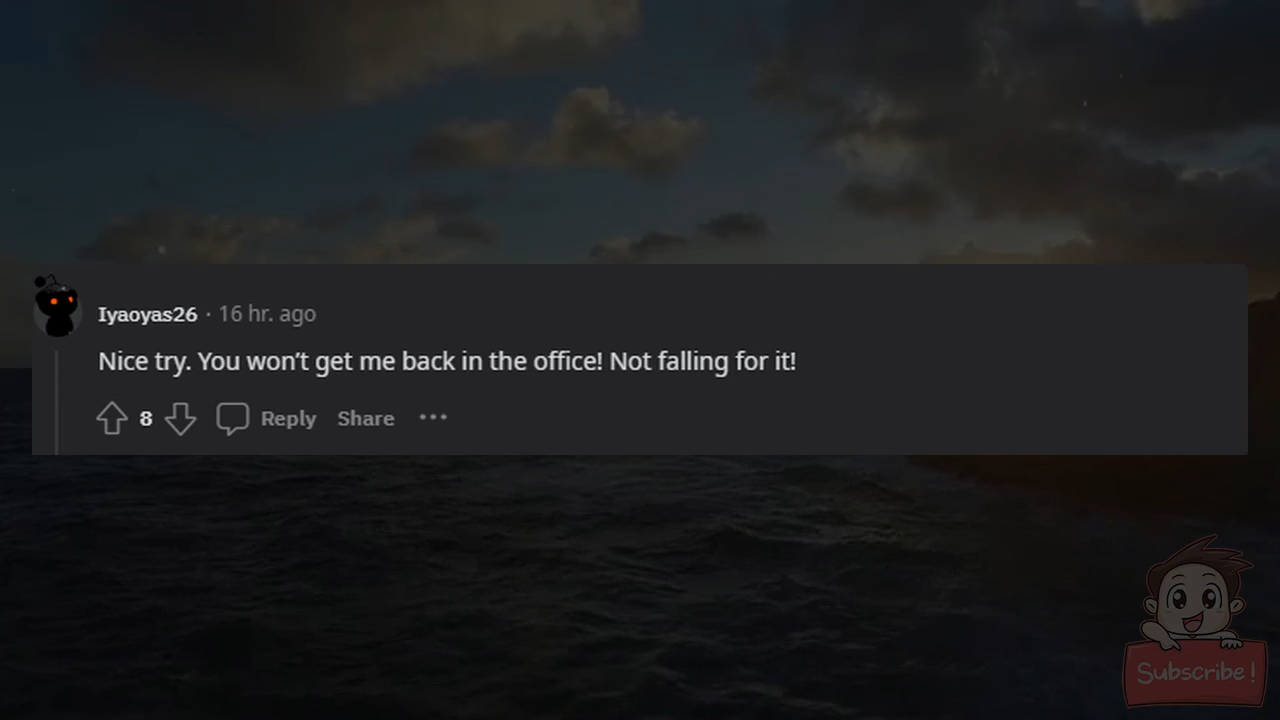 Iyaoyas26 · 16 hr. ago
Nice try. You won’t get me back in the office! Not falling for it!
8 Reply Share ···
Subscribe!